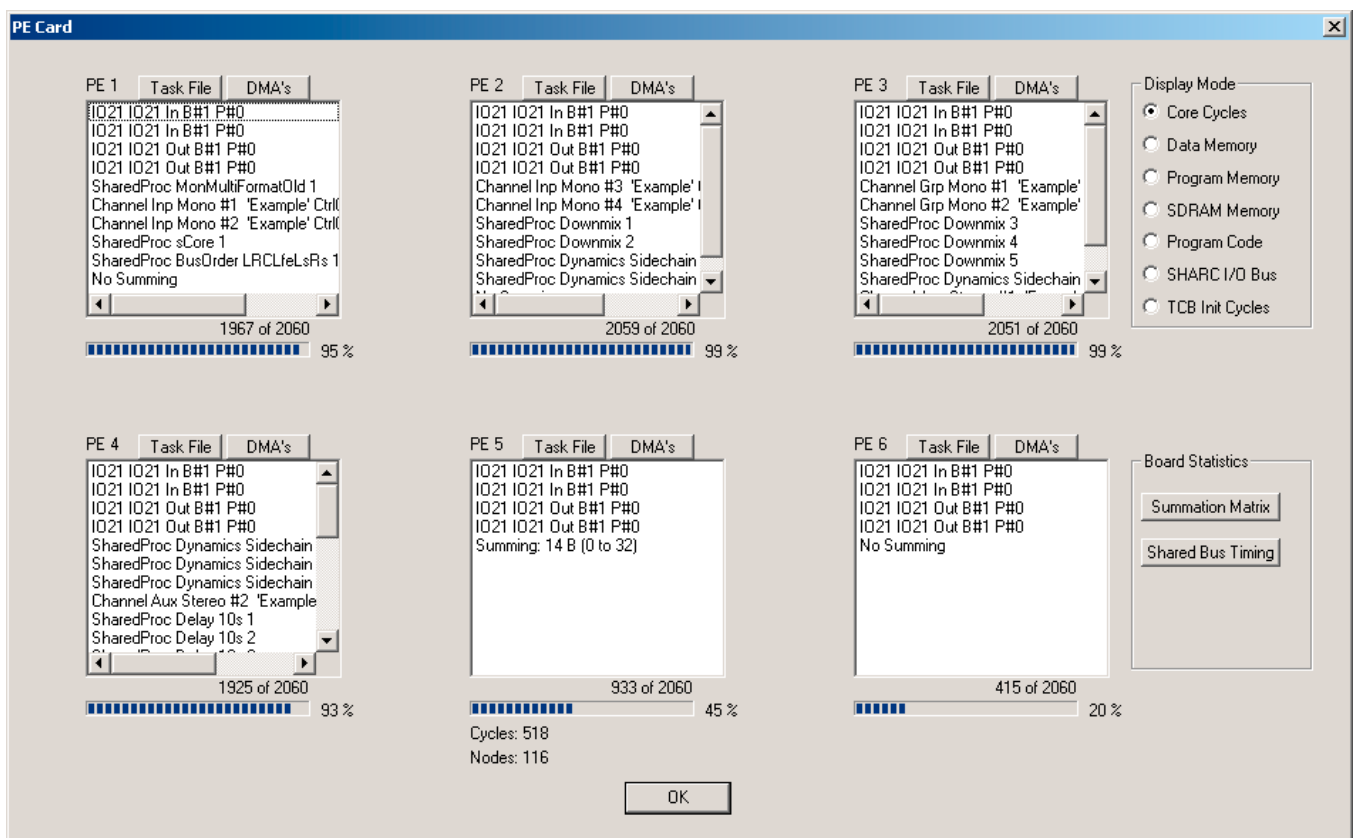 PE Card
PE 1 Task File DMA's
IO21 IO21 In B#1 P#0
IO21 IO21 In B#1 P#0
IO21 IO21 Out B#1 P#0
IO21 IO21 Out B#1 P#0
SharedProc MonMultiFormatOld 1
Channel Inp Mono #1 'Example' Ctrl
Channel Inp Mono #2 'Example' Ctrl
SharedProc sCore 1
SharedProc BusOrder LRCLfeLsRs 1
No Summing
1967 of 2060
95 %
PE 2 Task File DMA's
IO21 IO21 In B#1 P#0
IO21 IO21 In B#1 P#0
IO21 IO21 Out B#1 P#0
IO21 IO21 Out B#1 P#0
Channel Inp Mono #3 'Example'
Channel Inp Mono #4 'Example'
SharedProc Downmix 1
SharedProc Downmix 2
SharedProc Dynamics Sidechain
SharedProc Dynamics Sidechain
2059 of 2060
99 %
PE 3 Task File DMA's
IO21 IO21 In B#1 P#0
IO21 IO21 In B#1 P#0
IO21 IO21 Out B#1 P#0
IO21 IO21 Out B#1 P#0
Channel Grp Mono #1 'Example'
Channel Grp Mono #2 'Example'
SharedProc Downmix 3
SharedProc Downmix 4
SharedProc Downmix 5
SharedProc Dynamics Sidechain
2051 of 2060
99 %
Display Mode
Core Cycles
Data Memory
Program Memory
SDRAM Memory
Program Code
SHARC I/O Bus
TCB Init Cycles
PE 4 Task File DMA's
IO21 IO21 In B#1 P#0
IO21 IO21 In B#1 P#0
IO21 IO21 Out B#1 P#0
IO21 IO21 Out B#1 P#0
SharedProc Dynamics Sidechain
SharedProc Dynamics Sidechain
SharedProc Dynamics Sidechain
Channel Aux Stereo #2 'Example
SharedProc Delay 10s 1
SharedProc Delay 10s 2
1925 of 2060
93 %
PE 5 Task File DMA's
IO21 IO21 In B#1 P#0
IO21 IO21 In B#1 P#0
IO21 IO21 Out B#1 P#0
IO21 IO21 Out B#1 P#0
Summing: 14 B (0 to 32)
933 of 2060
45 %
Cycles: 518
Nodes: 116
PE 6 Task File DMA's
IO21 IO21 In B#1 P#0
IO21 IO21 In B#1 P#0
IO21 IO21 Out B#1 P#0
IO21 IO21 Out B#1 P#0
No Summing
415 of 2060
20 %
Board Statistics
Summation Matrix
Shared Bus Timing
OK